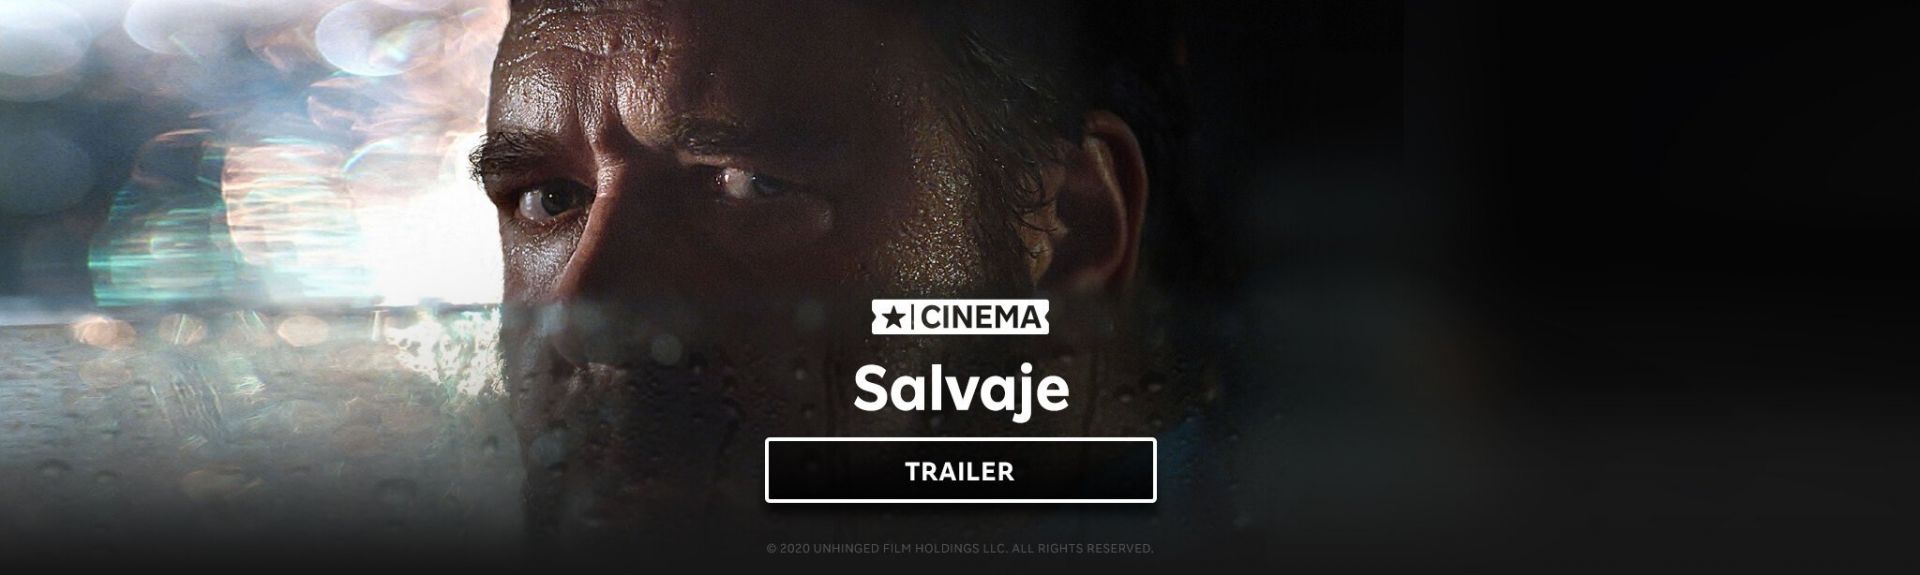 ★|CINEMA
Salvaje
TRAILER
© 2020 UNHINGED FILM HOLDINGS LLC. ALL RIGHTS RESERVED.